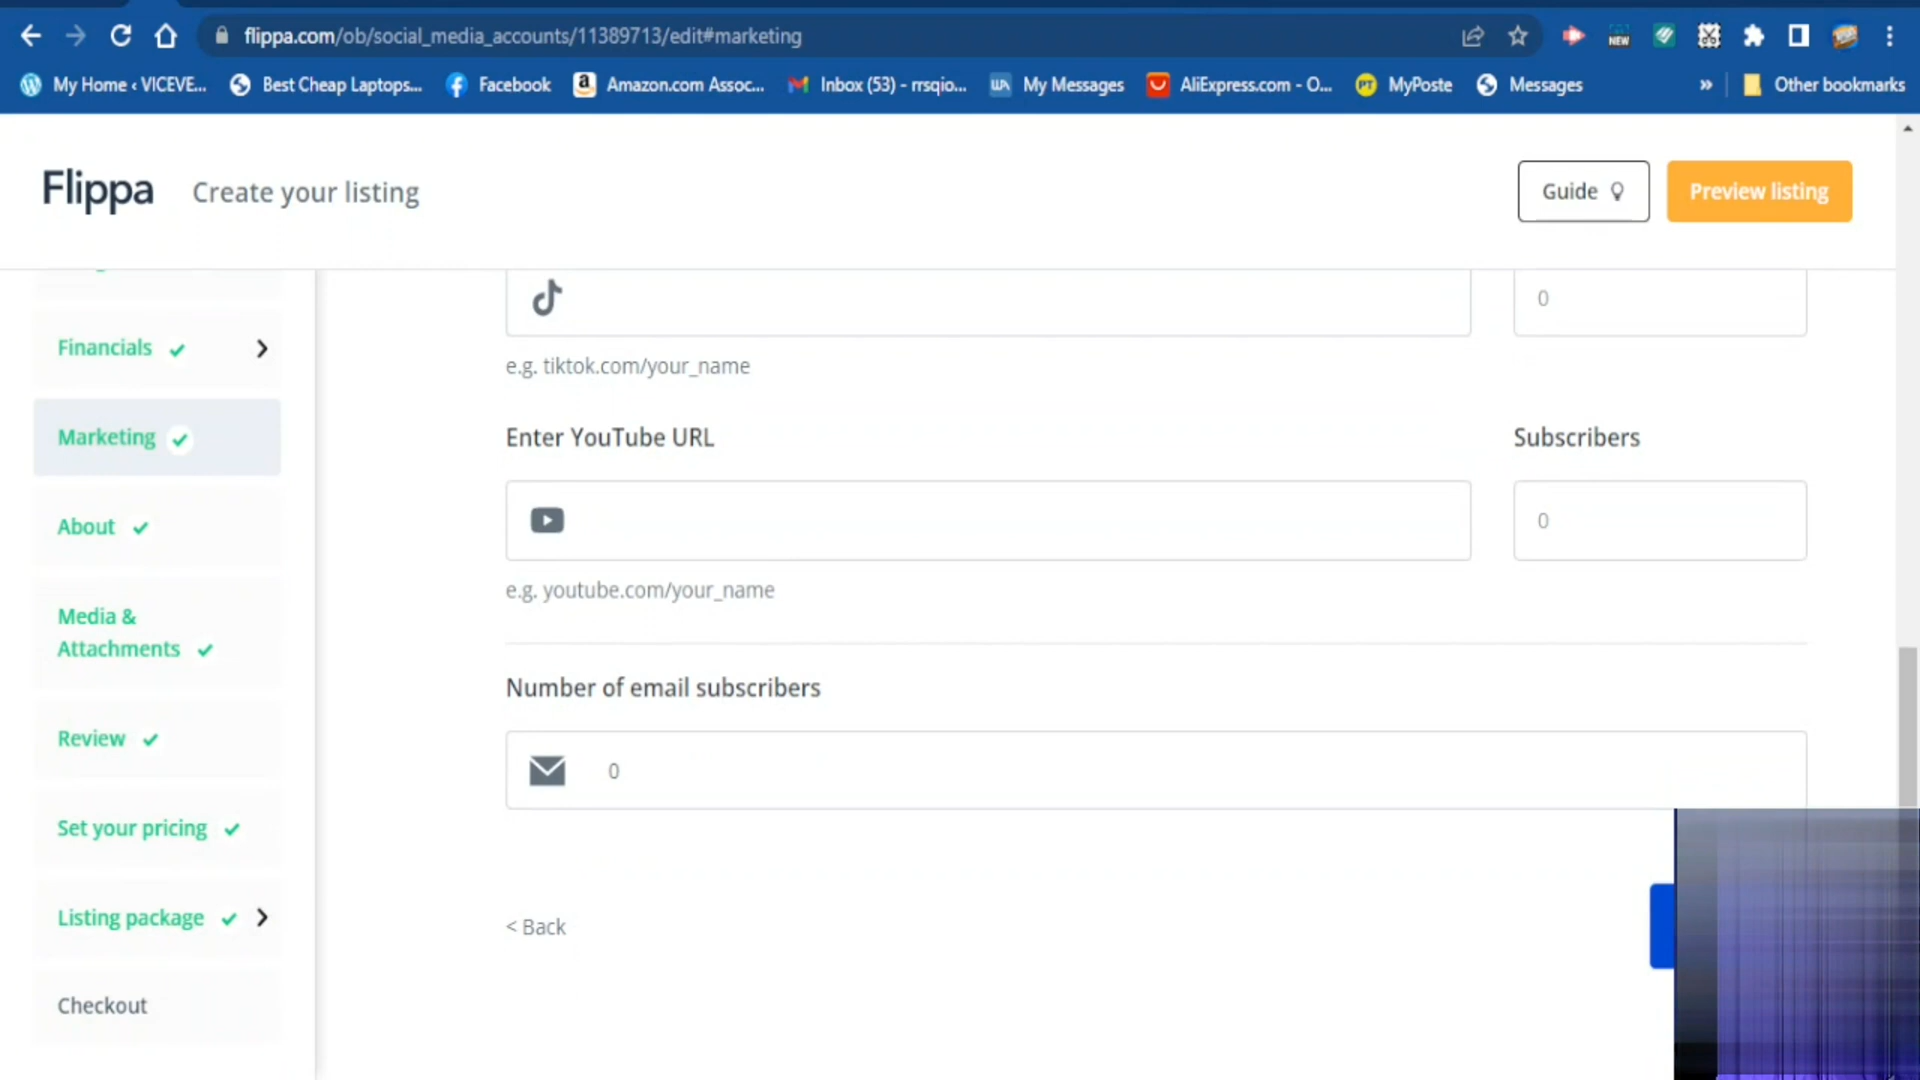 flippa.com/ob/social_media_accounts/11389713/edit#marketing
NEW
My Home ‹ VICEVE...
Best Cheap Laptops...
Facebook
Amazon.com Assoc...
Inbox (53) - rrsqio...
My Messages
AliExpress.com - O...
MyPoste
Messages
»
Other bookmarks
Flippa
Create your listing
Guide
Preview listing
0
Financials
e.g. tiktok.com/your_name
Marketing
Enter YouTube URL
Subscribers
About
0
e.g. youtube.com/your_name
Media &
Attachments
Number of email subscribers
Review
0
Set your pricing
Listing package
< Back
Checkout